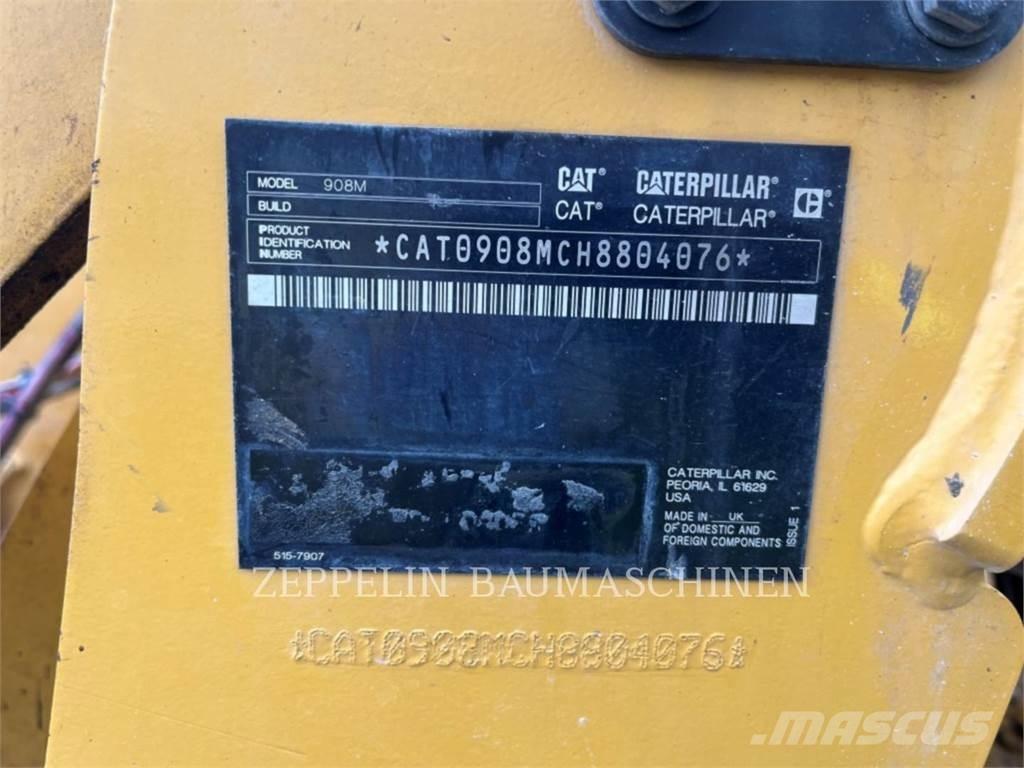 MODEL 908M
BUILD
CAT® CATERPILLAR®
CAT® CATERPILLAR®
PRODUCT
IDENTIFICATION
NUMBER
*CAT0908MCH8804076*
CATERPILLAR INC.
PEORIA, IL 61629
USA
MADE IN UK
OF DOMESTIC AND
FOREIGN COMPONENTS
ISSUE 1
515-7907
ZEPPELIN BAUMASCHINEN
*CAT0908MCH8804076*
MASCUS